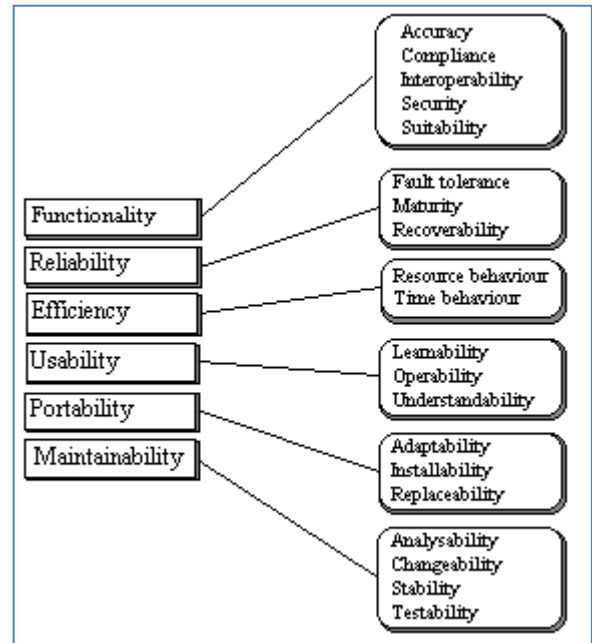 Functionality
Reliability
Efficiency
Usability
Portability
Maintainability
Accuracy
Compliance
Interoperability
Security
Suitability
Fault tolerance
Maturity
Recoverability
Resource behaviour
Time behaviour
Learnability
Operability
Understandability
Adaptability
Installability
Replaceability
Analysability
Changeability
Stability
Testability